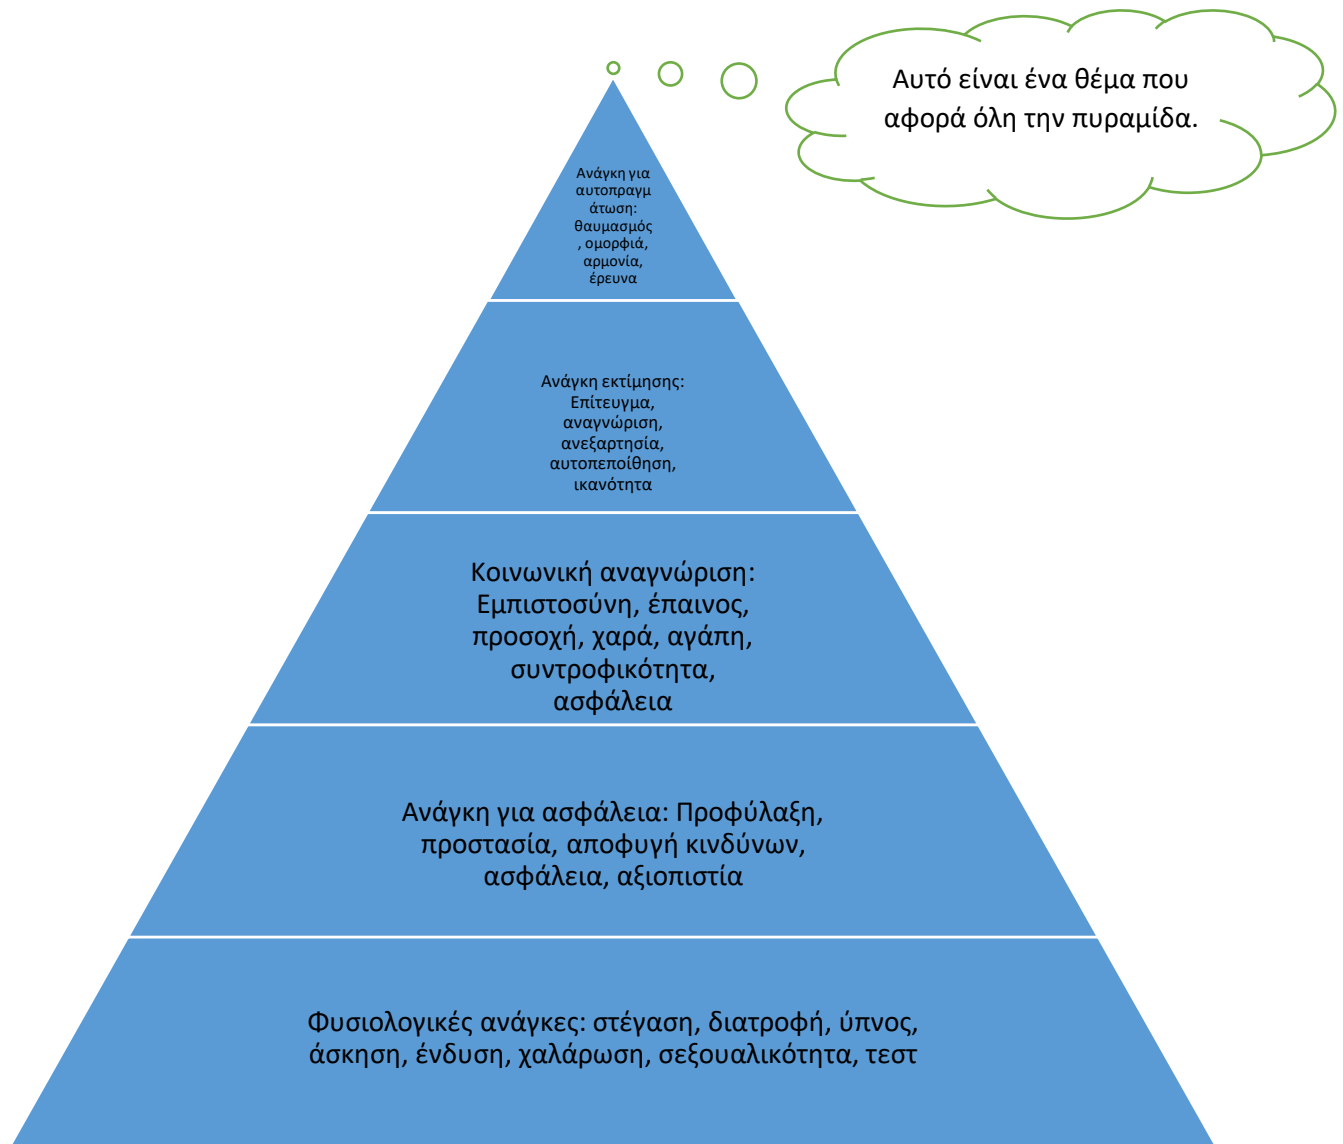 Αυτό είναι ένα θέμα που
αφορά όλη την πυραμίδα.
Ανάγκη για
αυτοπραγμ
άτωση:
θαυμασμός
, ομορφιά,
αρμονία,
έρευνα
Ανάγκη εκτίμησης:
Επίτευγμα,
αναγνώριση,
ανεξαρτησία,
αυτοπεποίθηση,
ικανότητα
Κοινωνική αναγνώριση:
Εμπιστοσύνη, έπαινος,
προσοχή, χαρά, αγάπη,
συντροφικότητα,
ασφάλεια
Ανάγκη για ασφάλεια: Προφύλαξη,
προστασία, αποφυγή κινδύνων,
ασφάλεια, αξιοπιστία
Φυσιολογικές ανάγκες: στέγαση, διατροφή, ύπνος,
άσκηση, ένδυση, χαλάρωση, σεξουαλικότητα, τεστ